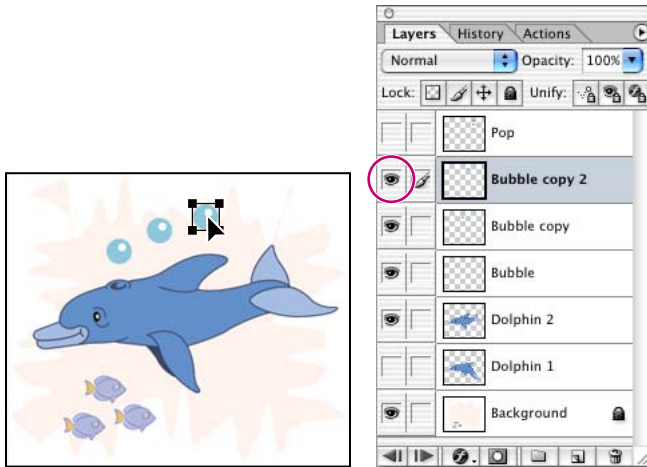 Layers History Actions
Normal Opacity: 100%
Lock: Unify:
Pop
Bubble copy 2
Bubble copy
Bubble
Dolphin 2
Dolphin 1
Background